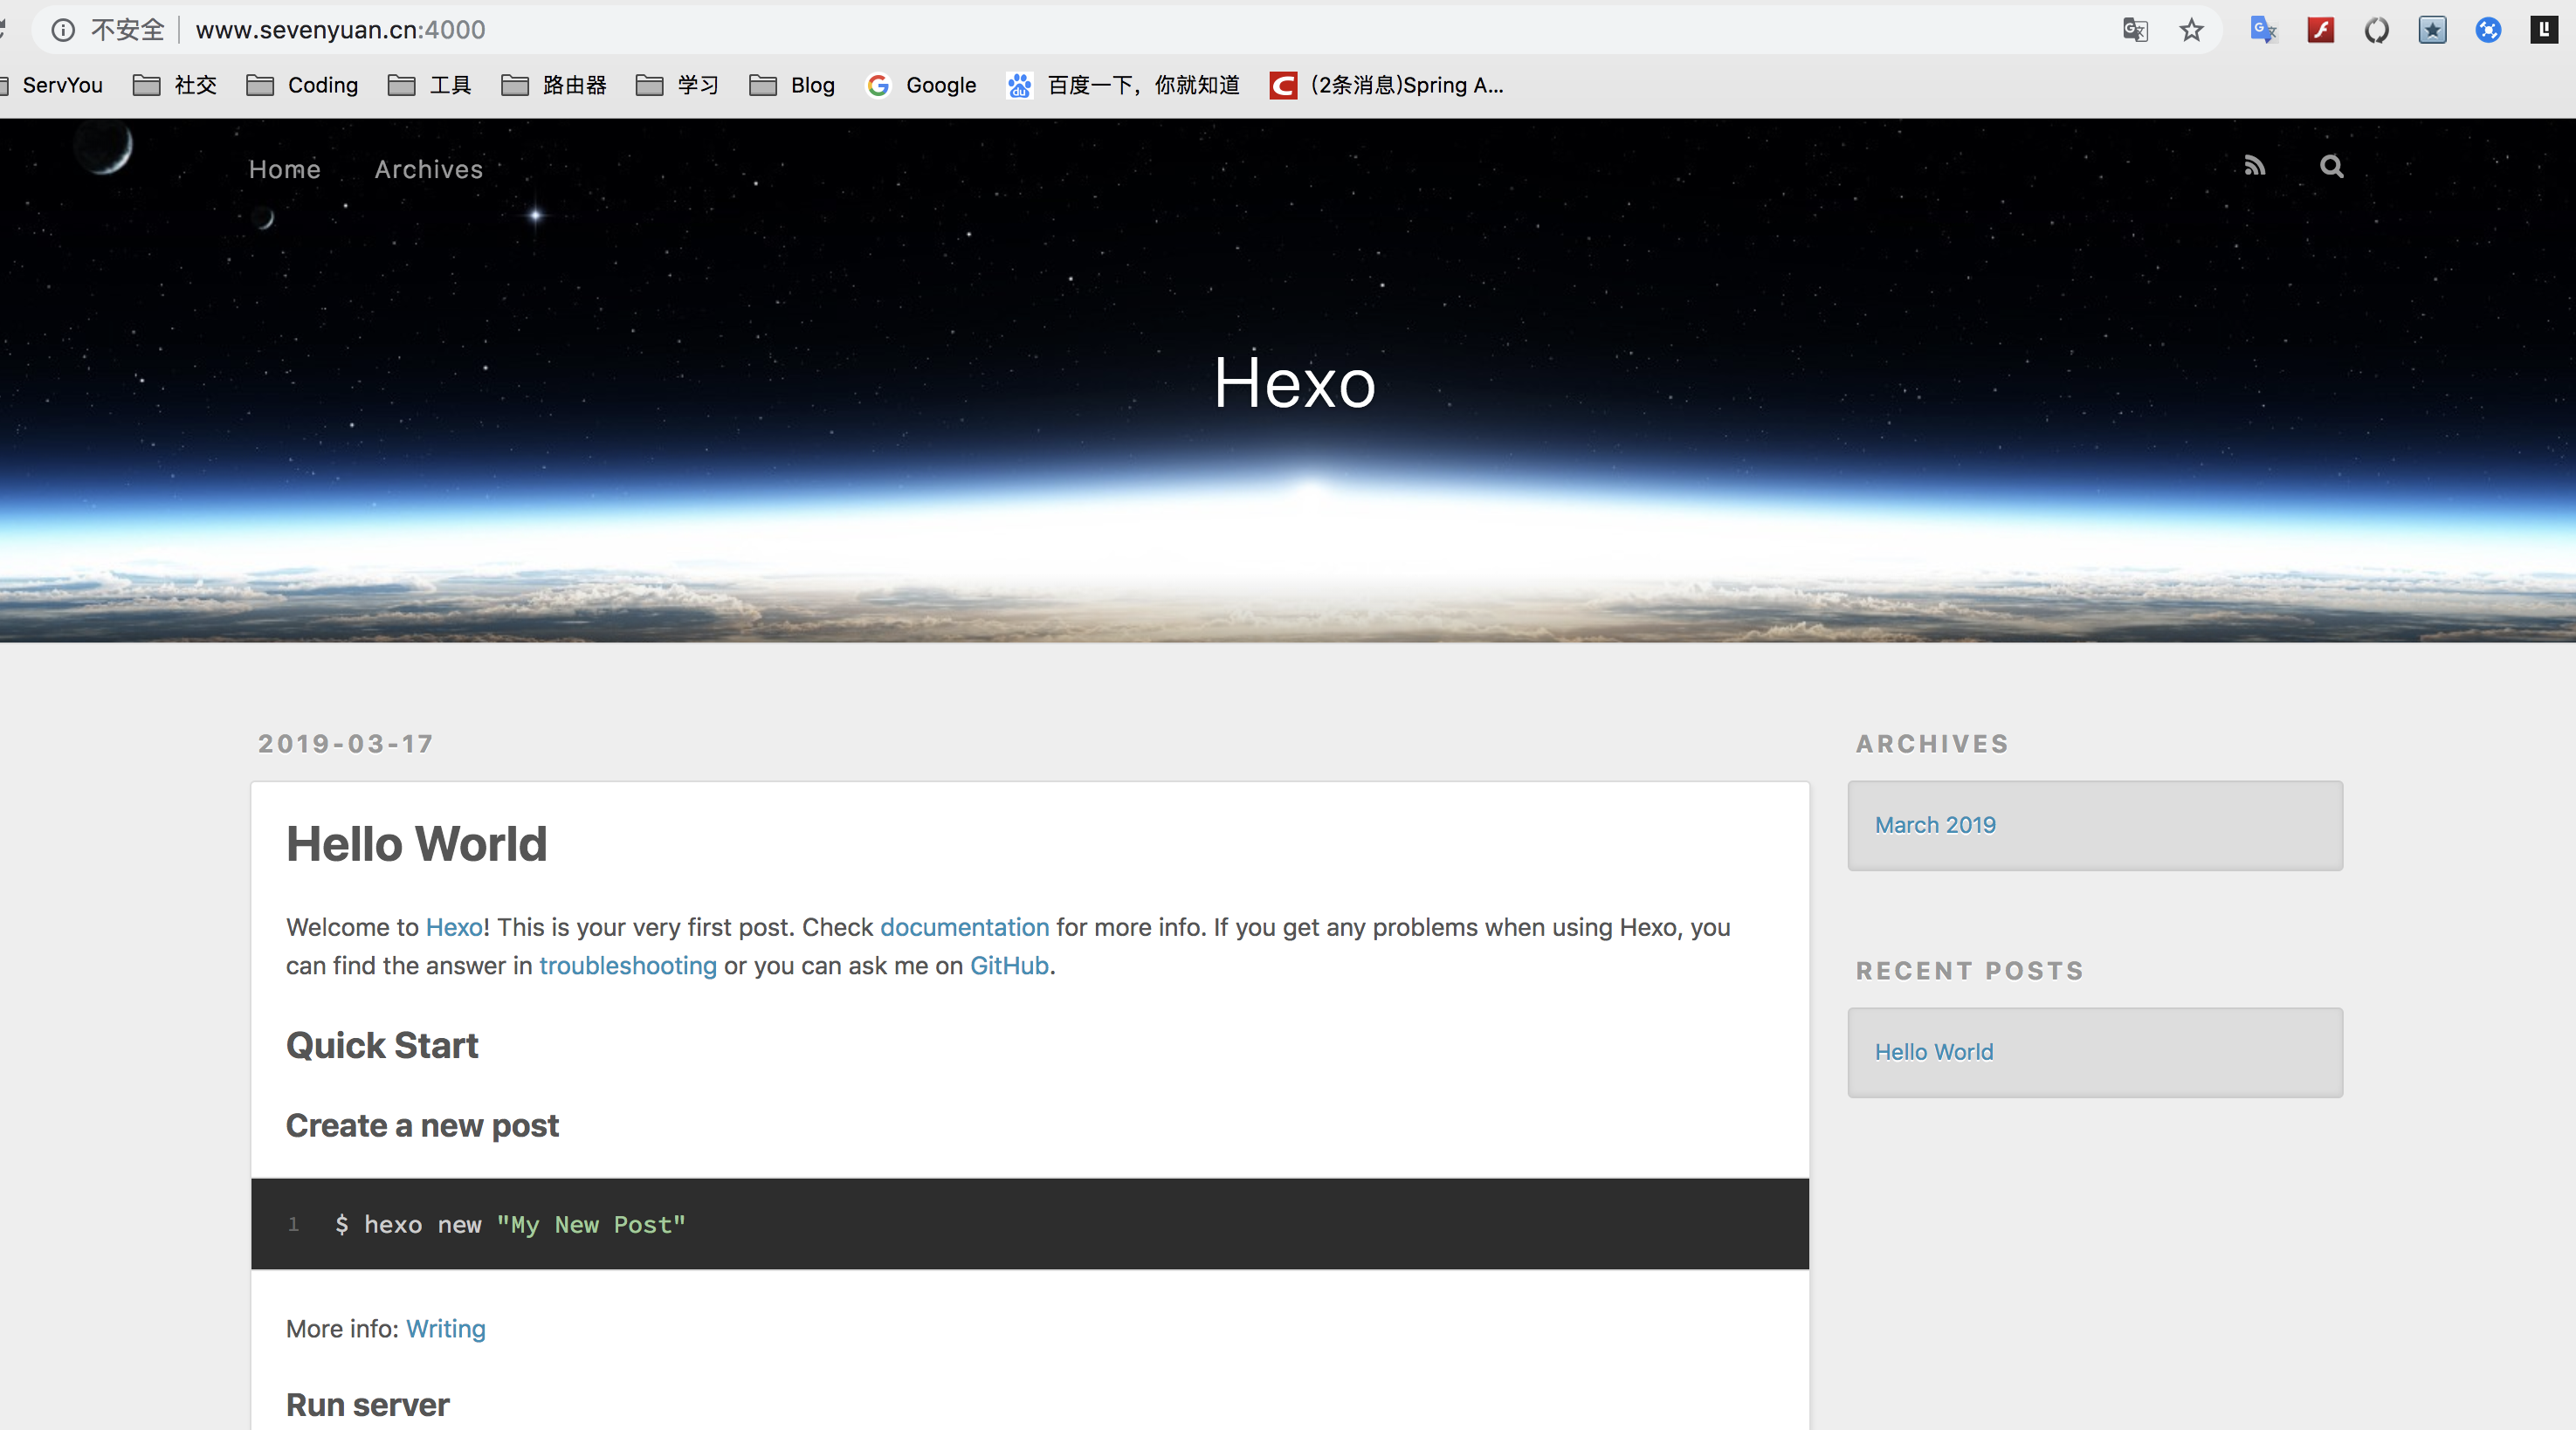 不安全 www.sevenyuan.cn:4000
ServYou 社交 Coding 工具 路由器 学习 Blog Google 百度一下，你就知道 (2条消息)Spring A...
Home Archives
Hexo
2019-03-17
Hello World
Welcome to Hexo! This is your very first post. Check documentation for more info. If you get any problems when using Hexo, you
can find the answer in troubleshooting or you can ask me on GitHub.
Quick Start
Create a new post
1 $ hexo new "My New Post"
More info: Writing
Run server
ARCHIVES
March 2019
RECENT POSTS
Hello World